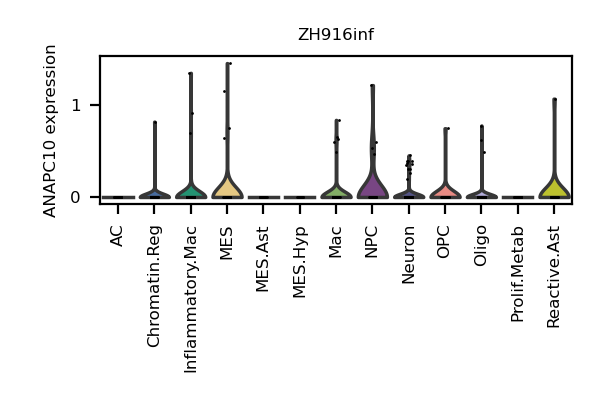 ZH916inf
ANAPC10 expression
1
0
AC
Chromatin.Reg
Inflammatory.Mac
MES
MES.Ast
MES.Hyp
Mac
NPC
Neuron
OPC
Oligo
Prolif.Metab
Reactive.Ast